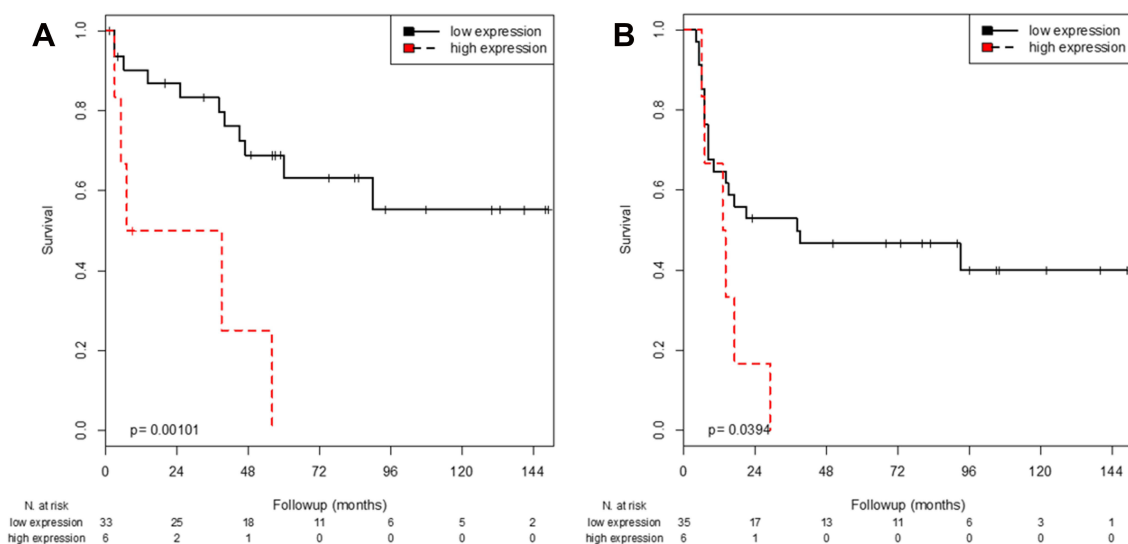 A
low expression
high expression
1.0
0.8
0.6
0.4
0.2
0.0
Survival
p= 0.00101
0 24 48 72 96 120 144
Followup (months)
N. at risk
low expression 33 25 18 11 6 5 2
high expression 6 2 1 0 0 0 0
B
low expression
high expression
1.0
0.8
0.6
0.4
0.2
0.0
Survival
p= 0.0394
0 24 48 72 96 120 144
Followup (months)
N. at risk
low expression 35 17 13 11 6 3 1
high expression 6 1 0 0 0 0 0